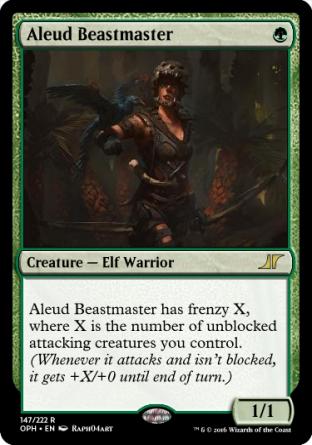 Aleud Beastmaster
Creature — Elf Warrior
Aleud Beastmaster has frenzy X,
where X is the number of unblocked
attacking creatures you control.
(Whenever it attacks and isn't blocked,
it gets +X/+0 until end of turn.)
1/1
147/222 R
OPH • EN RAPH04ART
™ & © 2016 Wizards of the Coast